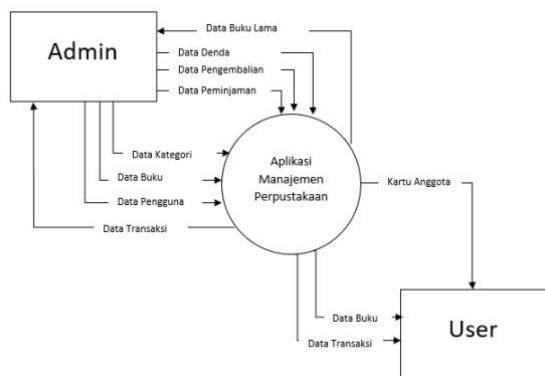 Data Buku Lama
Admin
Data Denda
Data Pengembalian
Data Peminjaman
Data Kategori
Data Buku
Data Pengguna
Data Transaksi
Aplikasi
Manajemen
Perpustakaan
Kartu Anggota
Data Buku
Data Transaksi
User